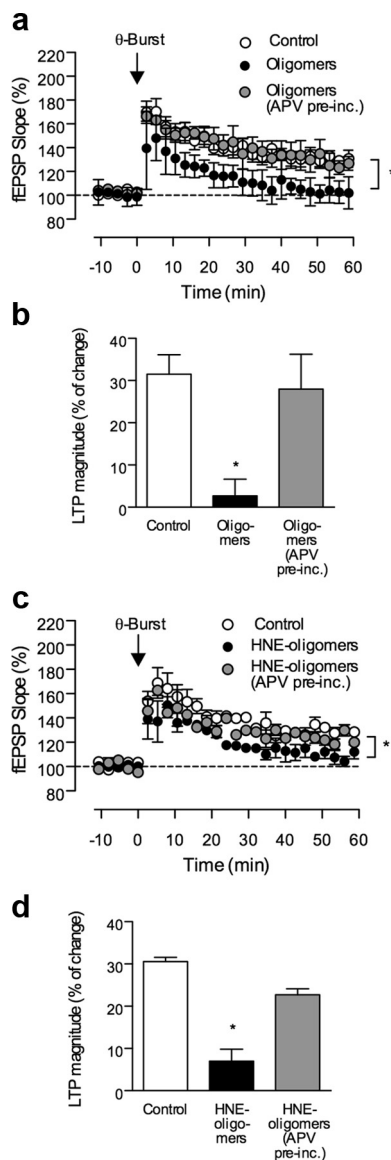 a
θ-Burst
Control
Oligomers
Oligomers
(APV pre-inc.)
fEPSP Slope (%)
220
200
180
160
140
120
100
80
*
-10 0 10 20 30 40 50 60
Time (min)
b
LTP magnitude (% of change)
40
30
20
10
0
*
Control
Oligo-
mers
Oligo-
mers
(APV
pre-inc.)
c
θ-Burst
Control
HNE-oligomers
HNE-oligomers
(APV pre-inc.)
fEPSP Slope (%)
220
200
180
160
140
120
100
80
*
-10 0 10 20 30 40 50 60
Time (min)
d
LTP magnitude (% of change)
40
30
20
10
0
*
Control
HNE-
oligo-
mers
HNE-
oligomers
(APV
pre-inc.)